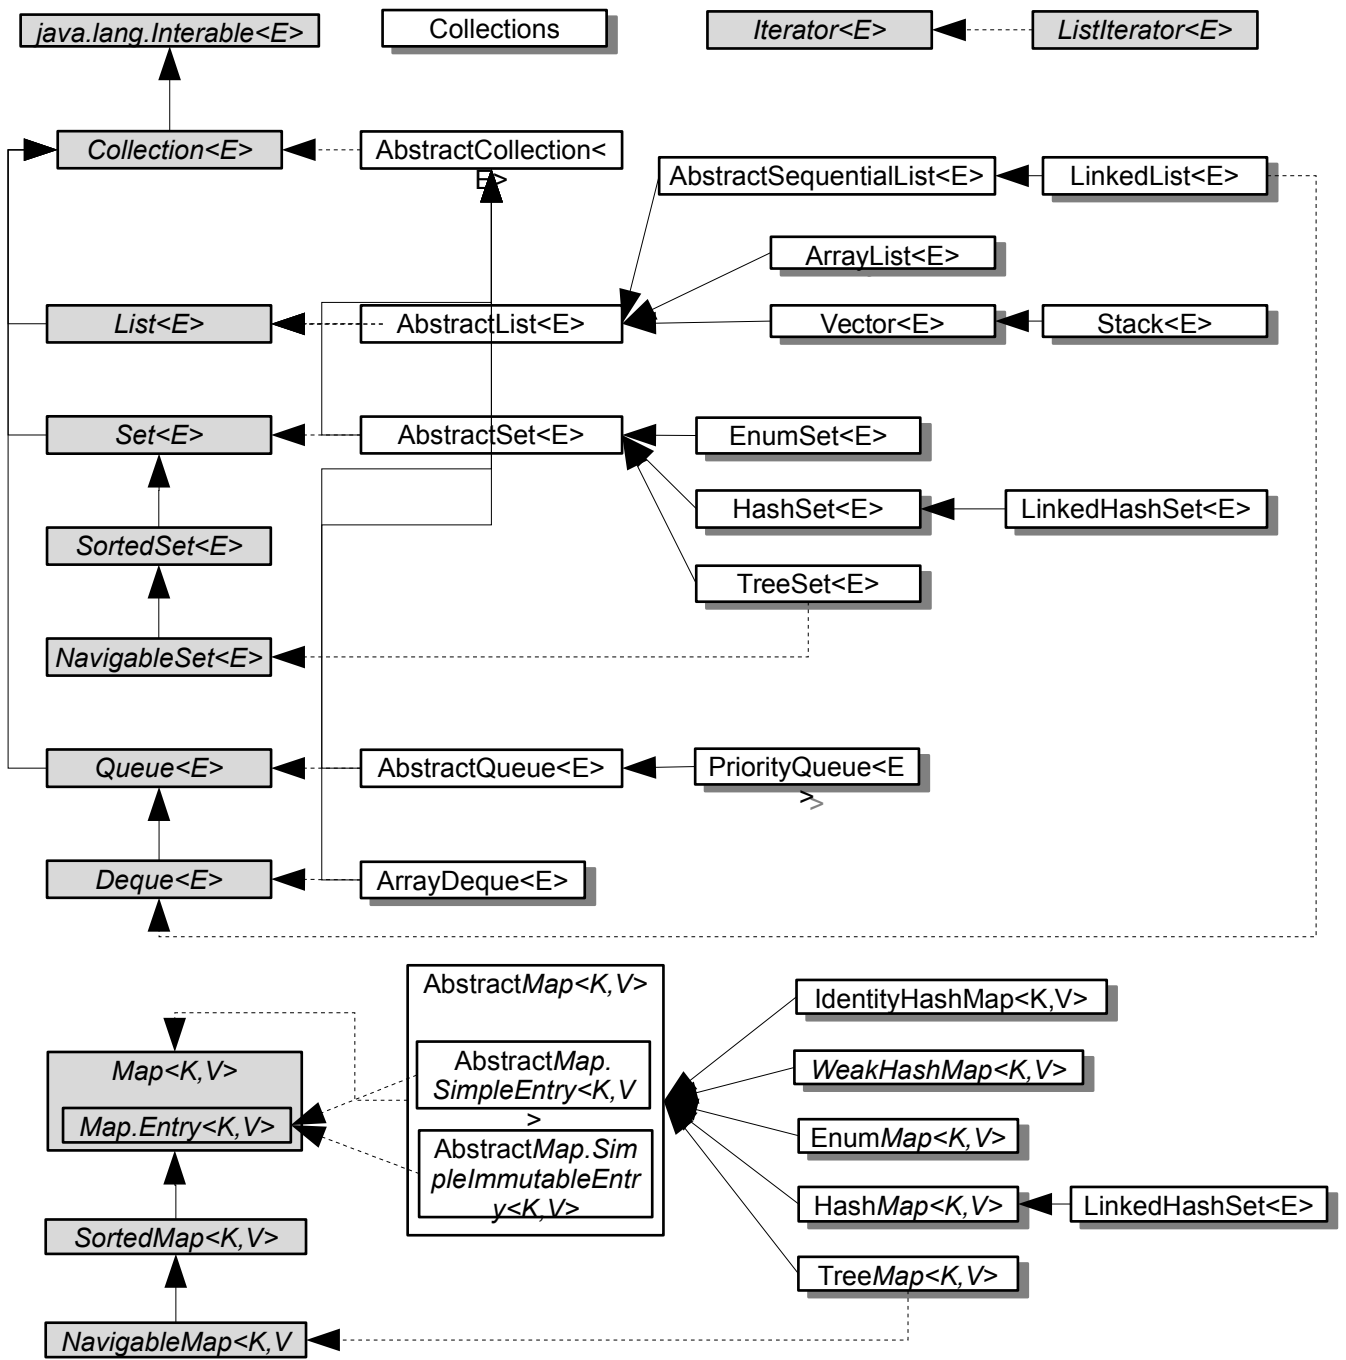 java.lang.Interable<E>
Collections
Iterator<E>
ListIterator<E>
Collection<E>
AbstractCollection<
E>
AbstractSequentialList<E>
LinkedList<E>
ArrayList<E>
List<E>
AbstractList<E>
Vector<E>
Stack<E>
Set<E>
AbstractSet<E>
EnumSet<E>
HashSet<E>
LinkedHashSet<E>
SortedSet<E>
TreeSet<E>
NavigableSet<E>
Queue<E>
AbstractQueue<E>
PriorityQueue<E
>
Deque<E>
ArrayDeque<E>
AbstractMap<K,V>
IdentityHashMap<K,V>
Map<K,V>
AbstractMap.
SimpleEntry<K,V
>
WeakHashMap<K,V>
Map.Entry<K,V>
EnumMap<K,V>
AbstractMap.Sim
pleImmutableEntr
y<K,V>
HashMap<K,V>
LinkedHashSet<E>
SortedMap<K,V>
TreeMap<K,V>
NavigableMap<K,V